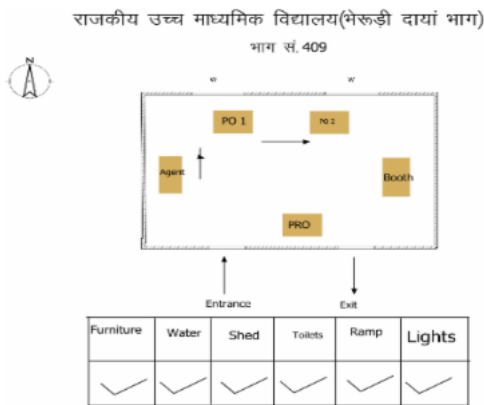 राजकीय उच्च माध्यमिक विद्यालय(भेरूड़ी दायां भाग)
भाग सं. 409
N
W W
PO 1 PO 2
Agent Booth
PRO
Entrance Exit
Furniture Water Shed Toilets Ramp Lights